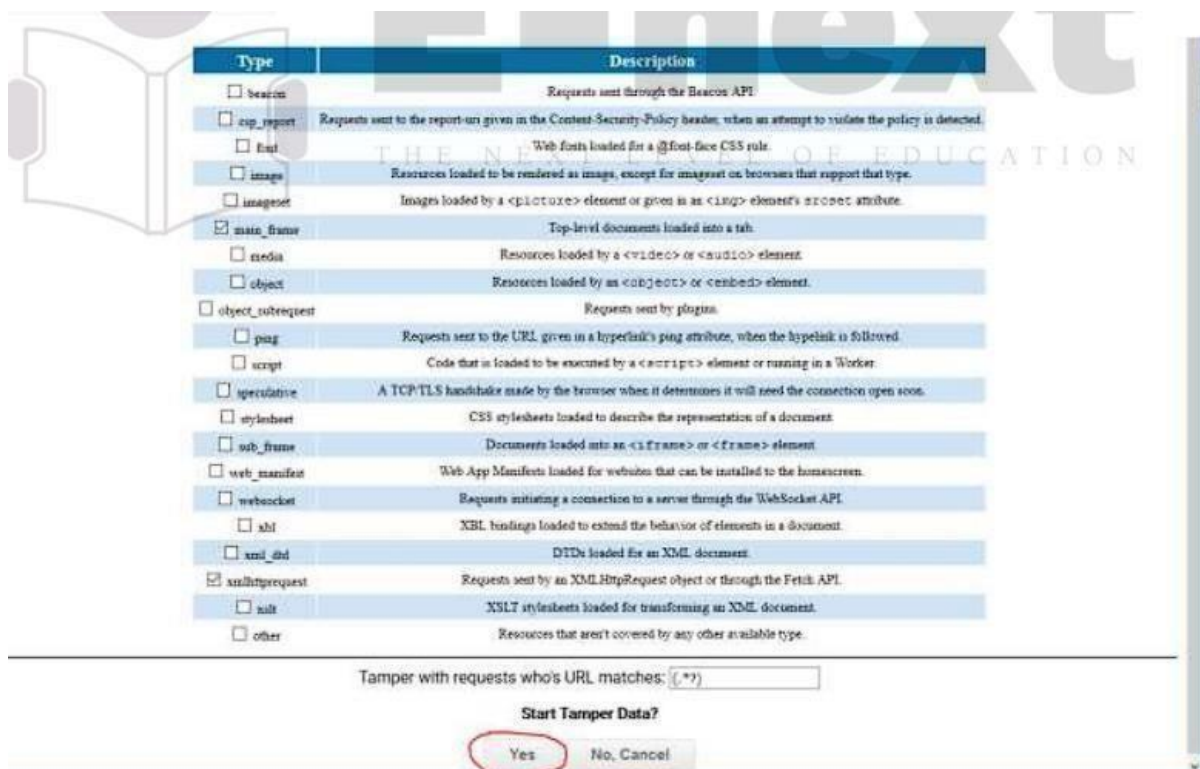 E-next
THE NEXT LEVEL OF EDUCATION
Type Description
beacon Requests sent through the Beacon API.
csp_report Requests sent to the report-uri given in the Content-Security-Policy header, when an attempt to violate the policy is detected.
font Web fonts loaded for a @font-face CSS rule.
image Resources loaded to be rendered as image, except for imageset on browsers that support that type.
imageset Images loaded by a <picture> element or given in an <img> element's srcset attribute.
main_frame Top-level documents loaded into a tab.
media Resources loaded by a <video> or <audio> element.
object Resources loaded by an <object> or <embed> element.
object_subrequest Requests sent by plugins.
ping Requests sent to the URL given in a hyperlink's ping attribute, when the hypelink is followed.
script Code that is loaded to be executed by a <script> element or running in a Worker.
speculative A TCP/TLS handshake made by the browser when it determines it will need the connection open soon.
stylesheet CSS stylesheets loaded to describe the representation of a document.
sub_frame Documents loaded into an <iframe> or <frame> element.
web_manifest Web App Manifests loaded for websites that can be installed to the homescreen.
websocket Requests initiating a connection to a server through the WebSocket API.
xbl XBL bindings loaded to extend the behavior of elements in a document.
xml_dtd DTDs loaded for an XML document.
xmlhttprequest Requests sent by an XMLHttpRequest object or through the Fetch API.
xslt XSLT stylesheets loaded for transforming an XML document.
other Resources that aren't covered by any other available type.
Tamper with requests who's URL matches: (.*?)
Start Tamper Data?
Yes No, Cancel